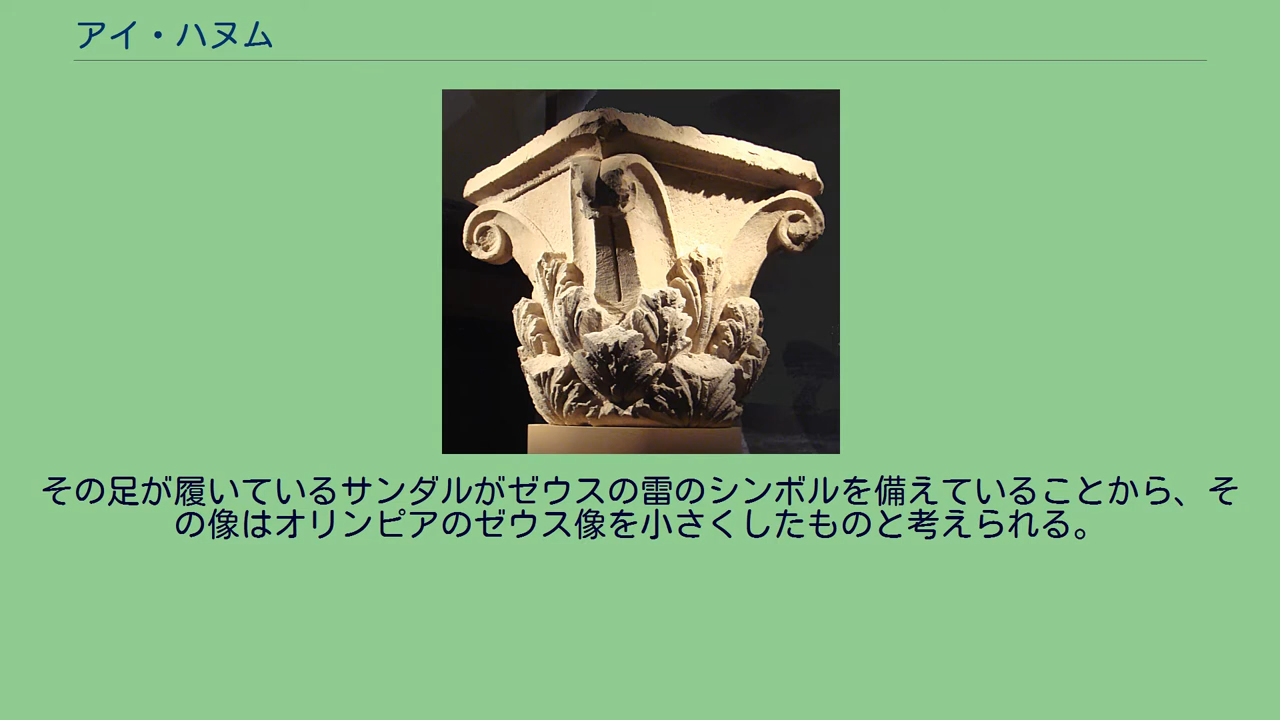 アイ・ハヌム
その足が履いているサンダルがゼウスの雷のシンボルを備えていることから、そ
の像はオリンピアのゼウス像を小さくしたものと考えられる。